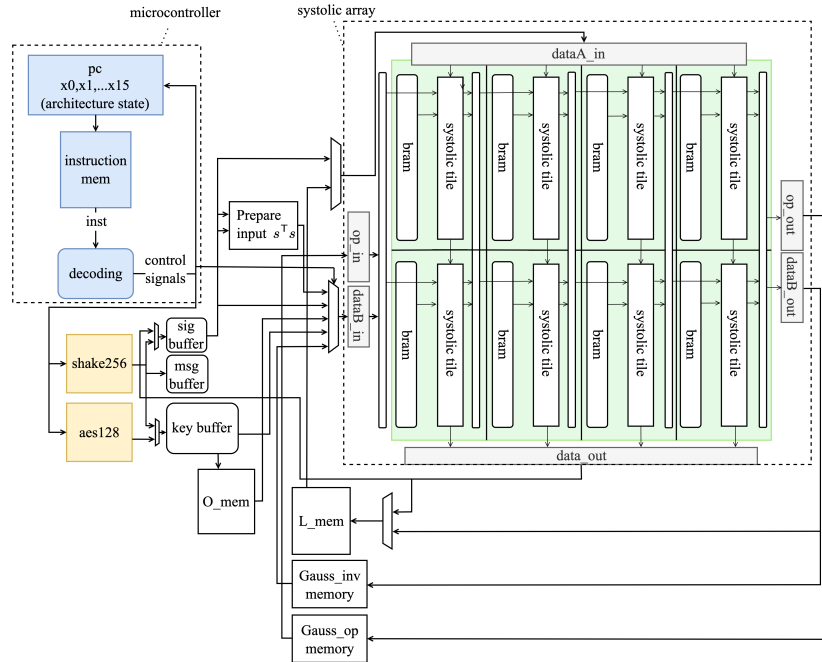 microcontroller
systolic array
pc
x0,x1,...x15
(architecture state)
instruction
mem
inst
decoding
control
signals
Prepare
input s⊤s
dataA_in
bram
systolic tile
bram
systolic tile
bram
systolic tile
bram
systolic tile
op_in
dataB_in
op_out
dataB_out
bram
systolic tile
bram
systolic tile
bram
systolic tile
bram
systolic tile
shake256
sig
buffer
msg
buffer
aes128
key buffer
data_out
O_mem
L_mem
Gauss_inv
memory
Gauss_op
memory